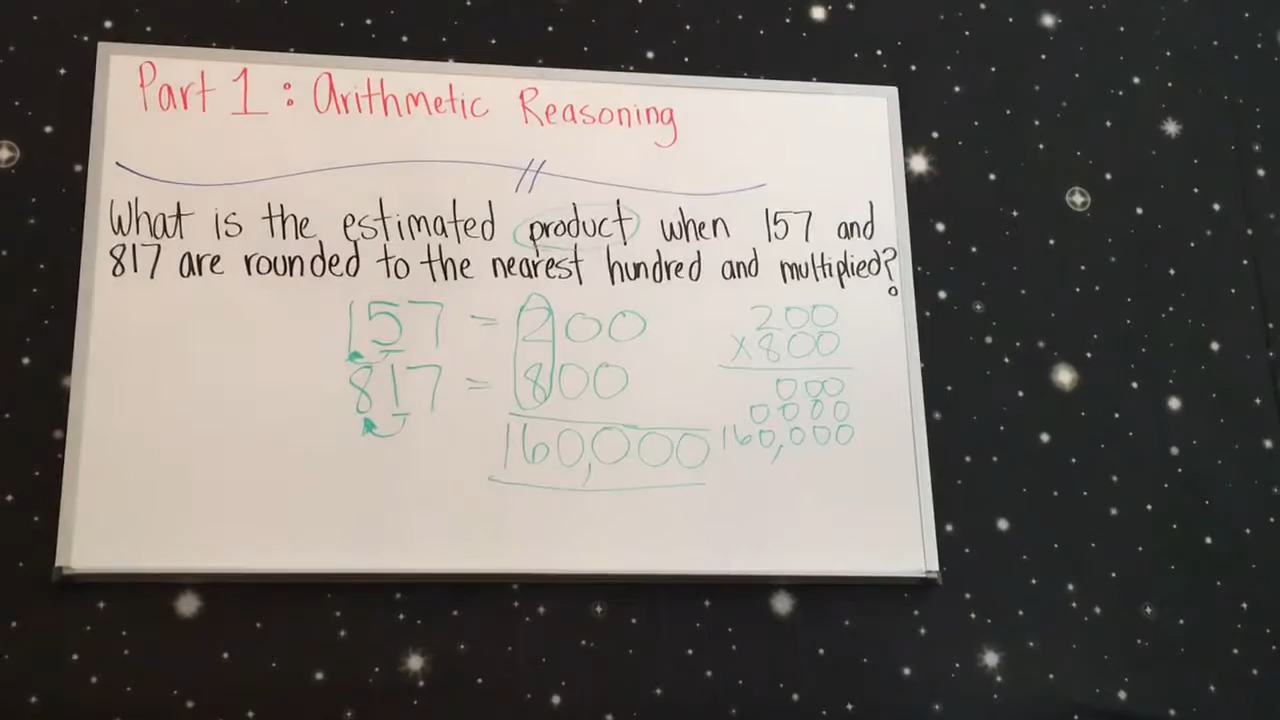 Part 1: Arithmetic Reasoning
What is the estimated product when 157 and
817 are rounded to the nearest hundred and multiplied?
157 = 200
817 = 800
160,000
200
x800
000
0000
160,000